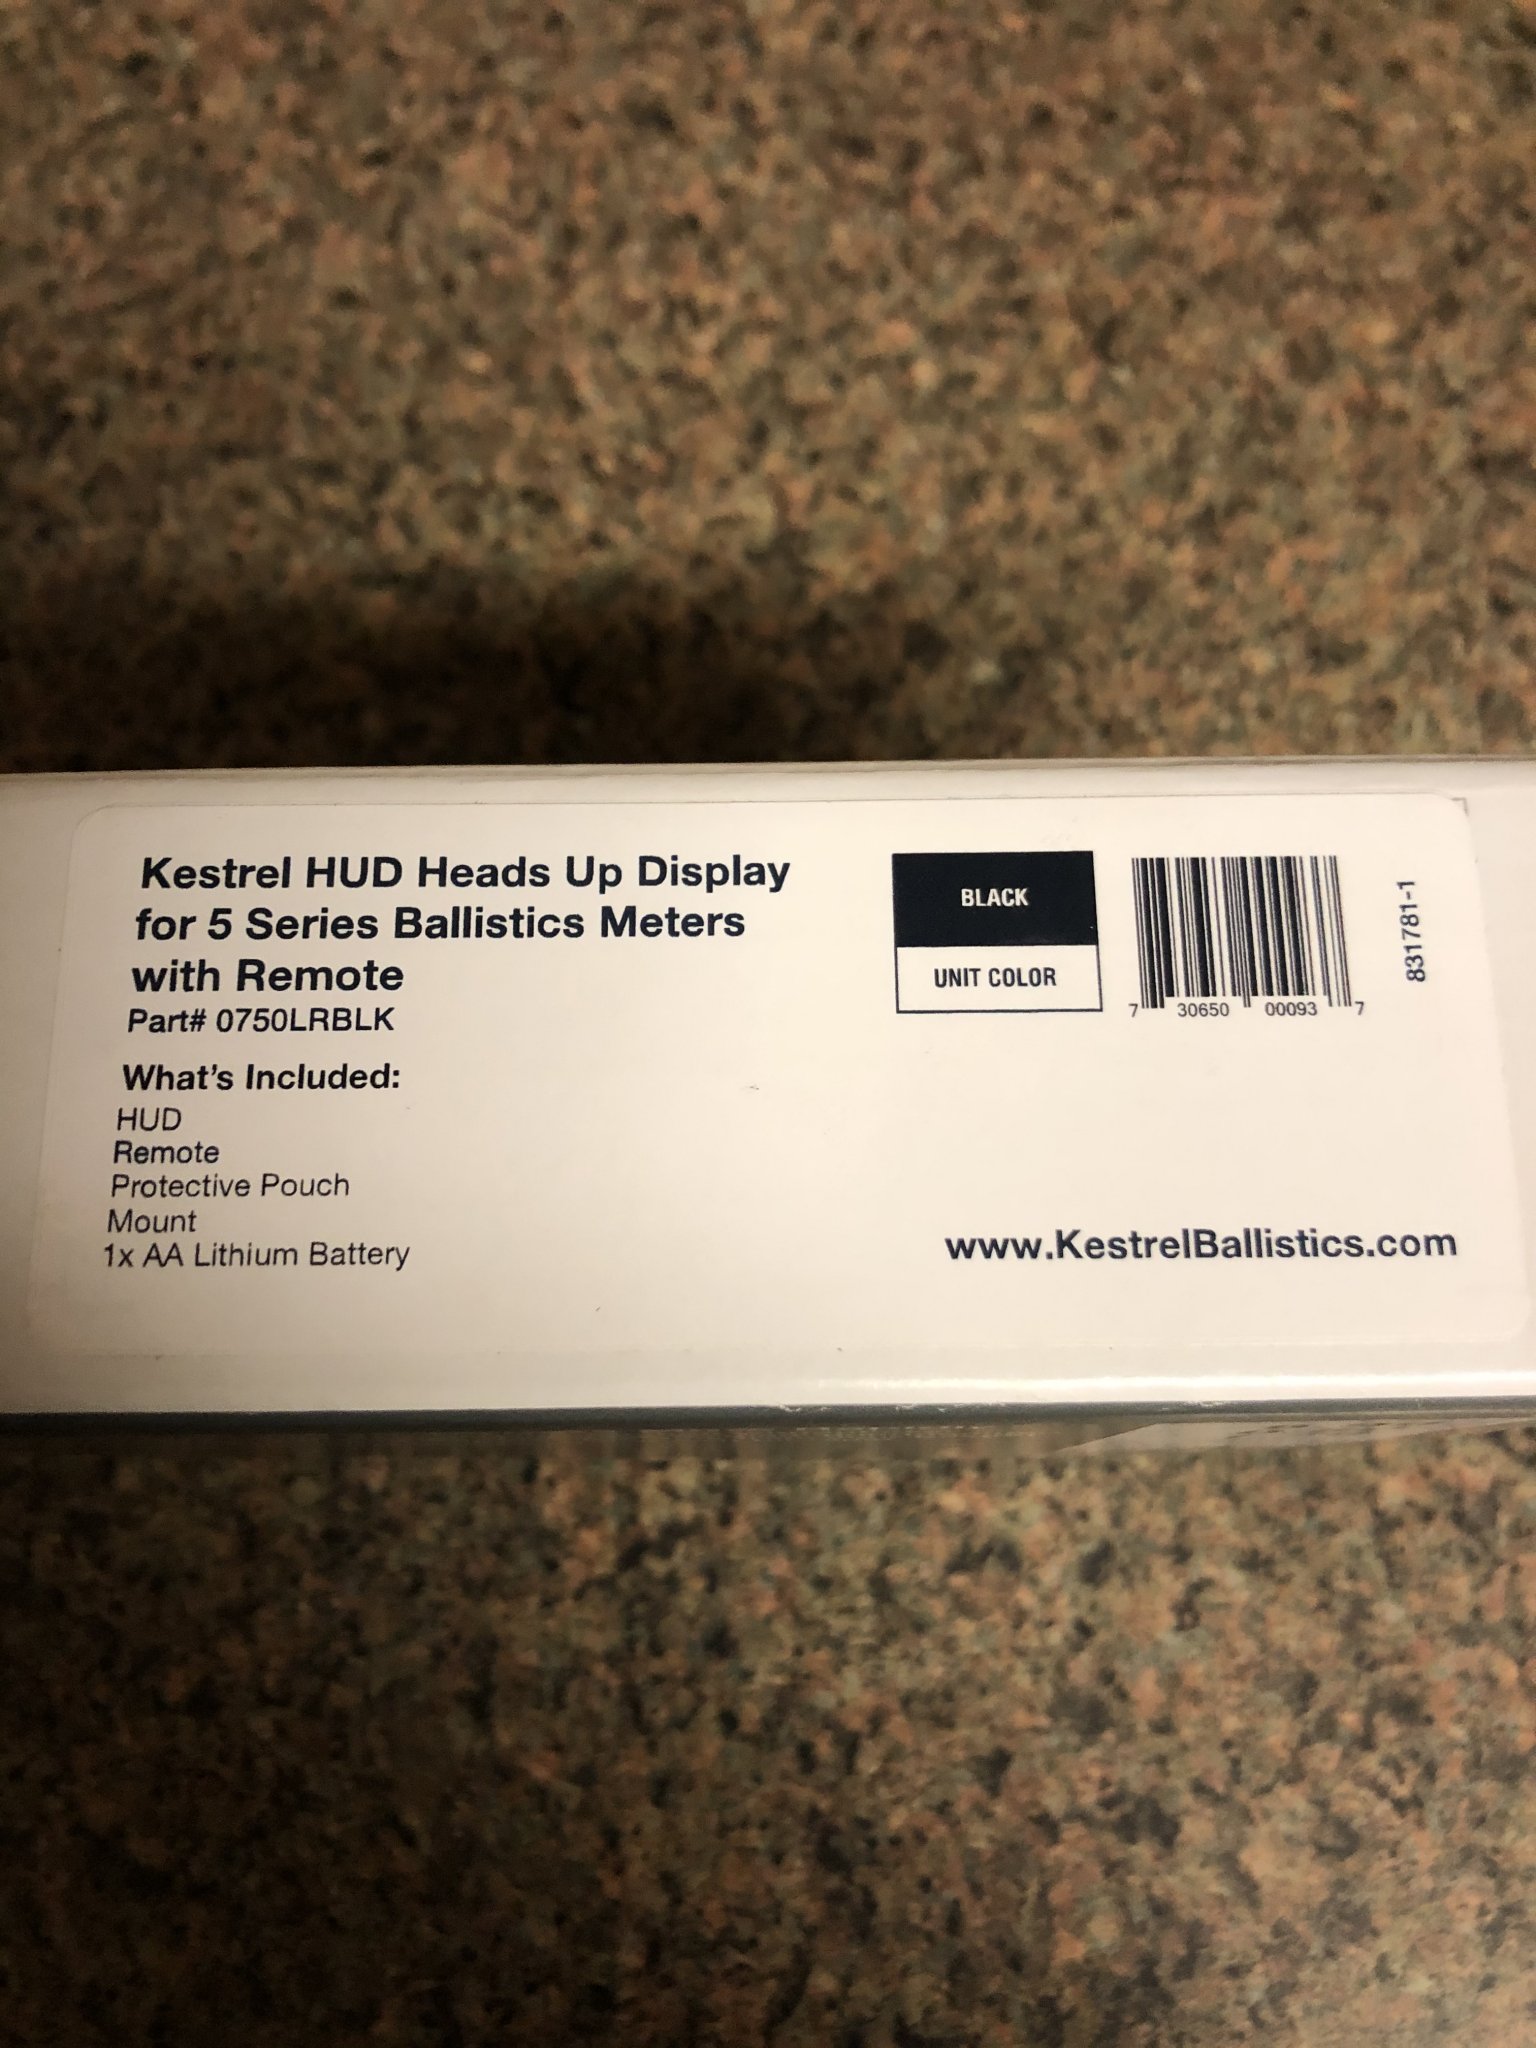 Kestrel HUD Heads Up Display
for 5 Series Ballistics Meters
with Remote
Part# 0750LRBLK
What's Included:
HUD
Remote
Protective Pouch
Mount
1x AA Lithium Battery
BLACK
UNIT COLOR
7 30650 00093 7
831781-1
www.KestrelBallistics.com